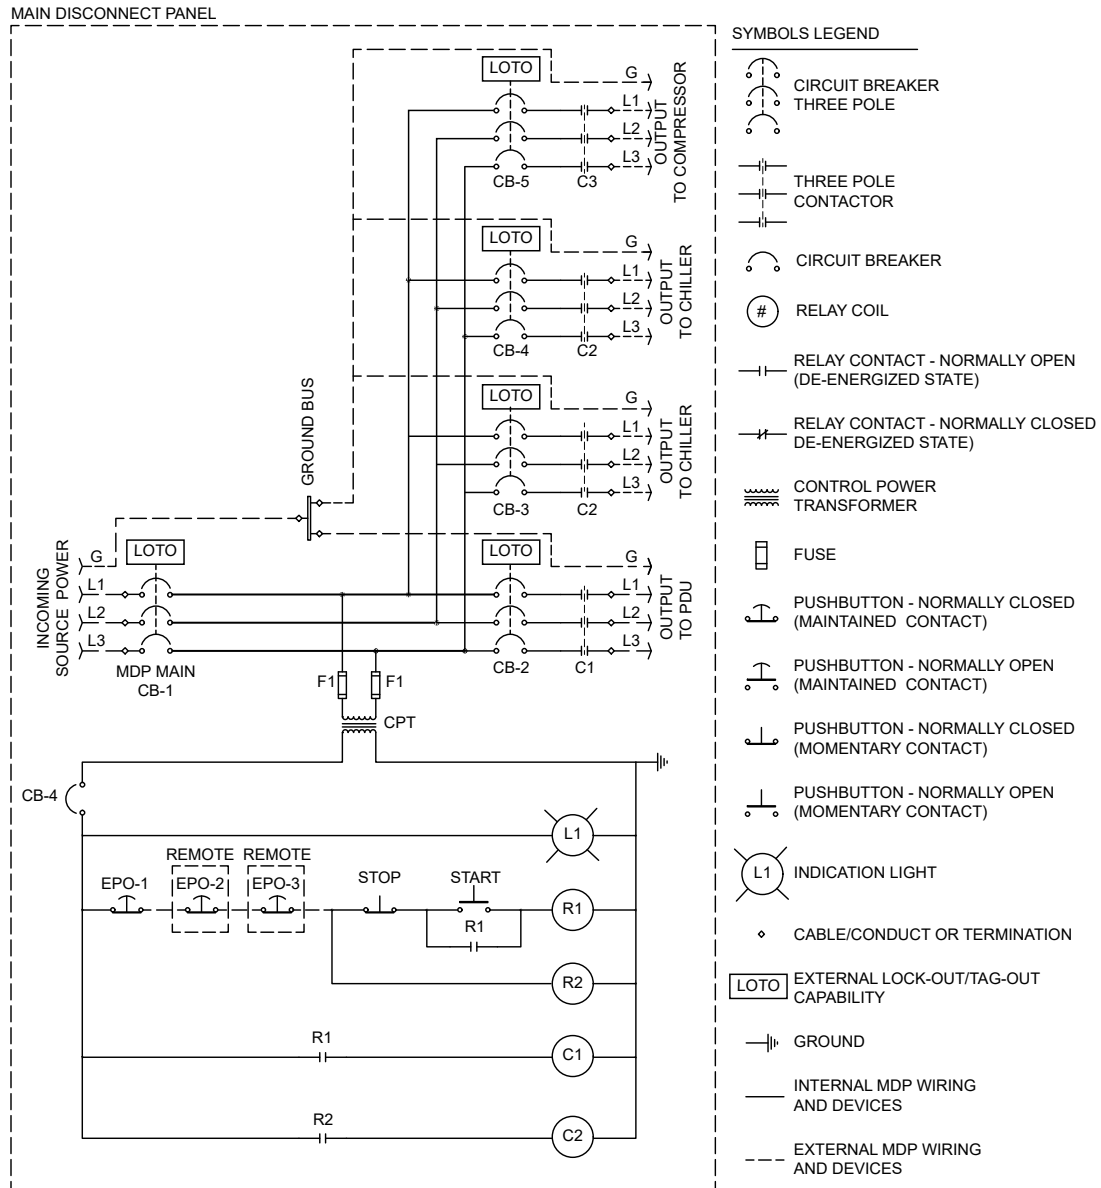 MAIN DISCONNECT PANEL
LOTO
G
L1
L2
L3
OUTPUT
TO COMPRESSOR
CB-5
C3
LOTO
G
L1
L2
L3
OUTPUT
TO CHILLER
CB-4
C2
LOTO
G
L1
L2
L3
OUTPUT
TO CHILLER
CB-3
C2
GROUND BUS
INCOMING
SOURCE POWER
G
L1
L2
L3
LOTO
MDP MAIN
CB-1
LOTO
G
L1
L2
L3
OUTPUT
TO PDU
CB-2
C1
F1
F1
CPT
CB-4
L1
REMOTE
REMOTE
EPO-1
EPO-2
EPO-3
STOP
START
R1
R1
R2
R1
C1
R2
C2
SYMBOLS LEGEND
CIRCUIT BREAKER
THREE POLE
THREE POLE
CONTACTOR
CIRCUIT BREAKER
#
RELAY COIL
RELAY CONTACT - NORMALLY OPEN
(DE-ENERGIZED STATE)
RELAY CONTACT - NORMALLY CLOSED
DE-ENERGIZED STATE)
CONTROL POWER
TRANSFORMER
FUSE
PUSHBUTTON - NORMALLY CLOSED
(MAINTAINED CONTACT)
PUSHBUTTON - NORMALLY OPEN
(MAINTAINED CONTACT)
PUSHBUTTON - NORMALLY CLOSED
(MOMENTARY CONTACT)
PUSHBUTTON - NORMALLY OPEN
(MOMENTARY CONTACT)
L1
INDICATION LIGHT
CABLE/CONDUCT OR TERMINATION
LOTO
EXTERNAL LOCK-OUT/TAG-OUT
CAPABILITY
GROUND
INTERNAL MDP WIRING
AND DEVICES
EXTERNAL MDP WIRING
AND DEVICES